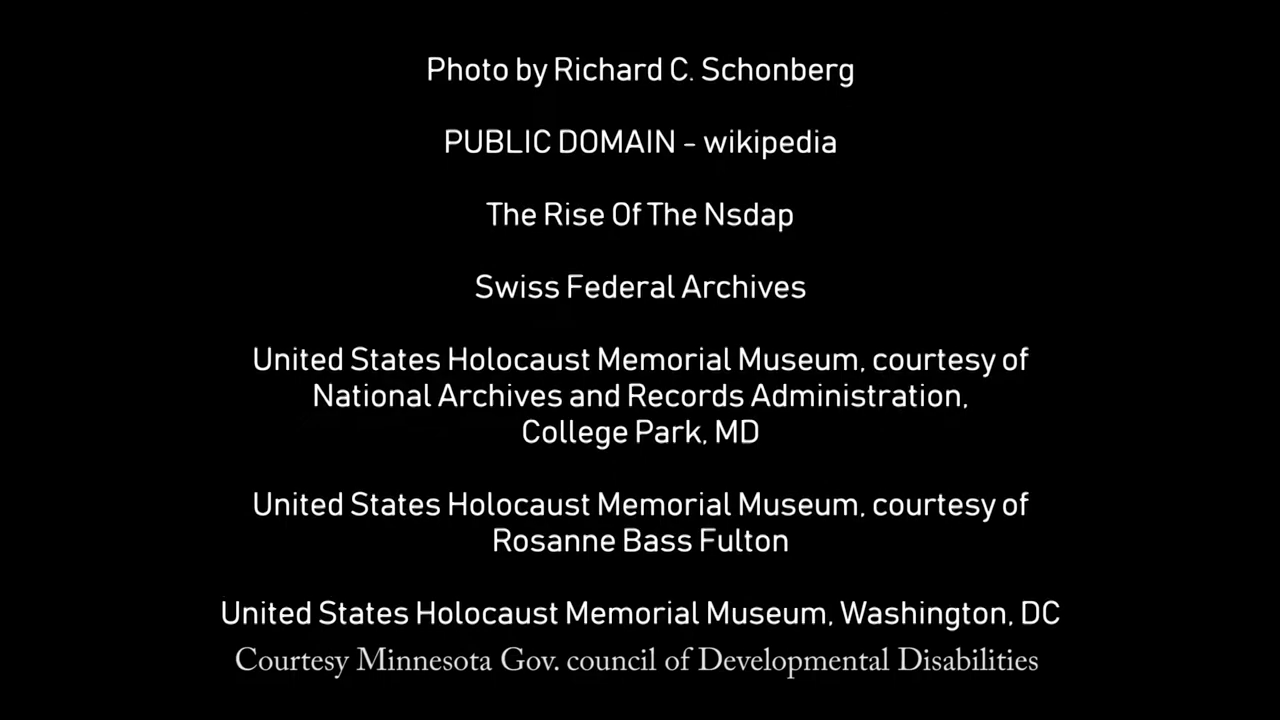 Photo by Richard C. Schonberg
PUBLIC DOMAIN - wikipedia
The Rise Of The Nsdap
Swiss Federal Archives
United States Holocaust Memorial Museum, courtesy of
National Archives and Records Administration,
College Park, MD
United States Holocaust Memorial Museum, courtesy of
Rosanne Bass Fulton
United States Holocaust Memorial Museum, Washington, DC
Courtesy Minnesota Gov. council of Developmental Disabilities